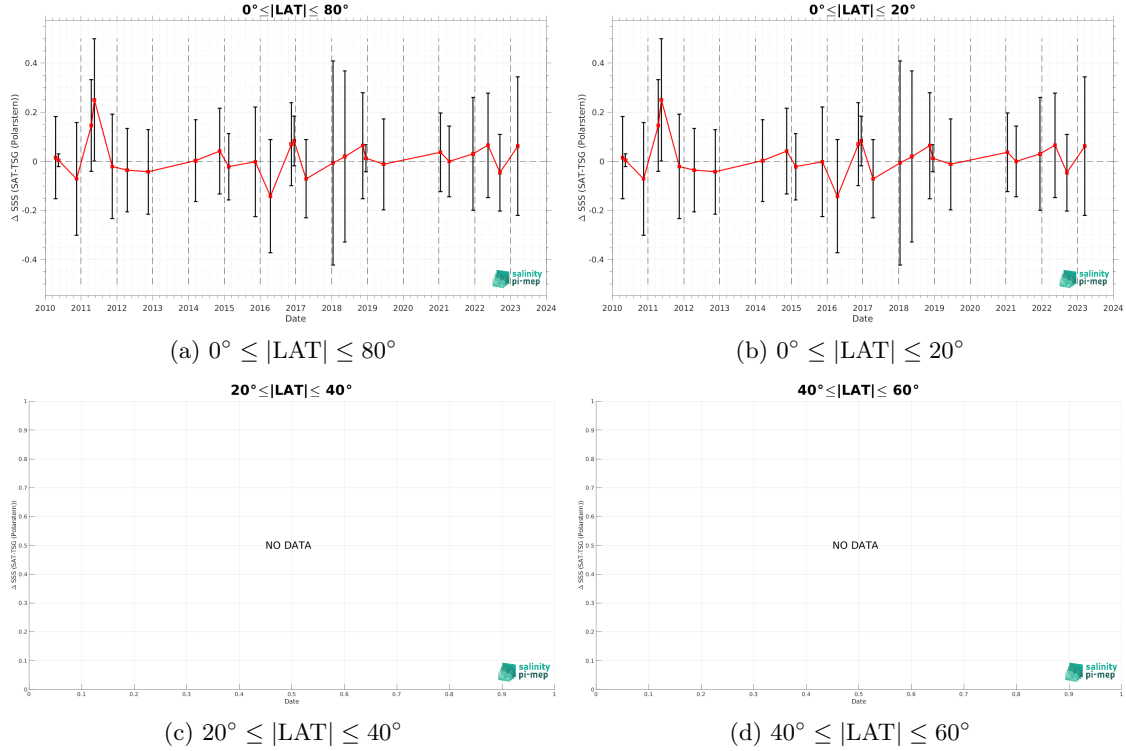 0°≤|LAT|≤ 80°
Δ SSS (SAT-TSG (Polarstern))
0.4
0.2
0
-0.2
-0.4
2010 2011 2012 2013 2014 2015 2016 2017 2018 2019 2020 2021 2022 2023 2024
Date
salinity
pi-mep
(a) 0° ≤ |LAT| ≤ 80°
0°≤|LAT|≤ 20°
Δ SSS (SAT-TSG (Polarstern))
0.4
0.2
0
-0.2
-0.4
2010 2011 2012 2013 2014 2015 2016 2017 2018 2019 2020 2021 2022 2023 2024
Date
salinity
pi-mep
(b) 0° ≤ |LAT| ≤ 20°
20°≤|LAT|≤ 40°
Δ SSS (SAT-TSG (Polarstern))
1
0.9
0.8
0.7
0.6
0.5
0.4
0.3
0.2
0.1
0
NO DATA
0 0.1 0.2 0.3 0.4 0.5 0.6 0.7 0.8 0.9 1
Date
salinity
pi-mep
(c) 20° ≤ |LAT| ≤ 40°
40°≤|LAT|≤ 60°
Δ SSS (SAT-TSG (Polarstern))
1
0.9
0.8
0.7
0.6
0.5
0.4
0.3
0.2
0.1
0
NO DATA
0 0.1 0.2 0.3 0.4 0.5 0.6 0.7 0.8 0.9 1
Date
salinity
pi-mep
(d) 40° ≤ |LAT| ≤ 60°